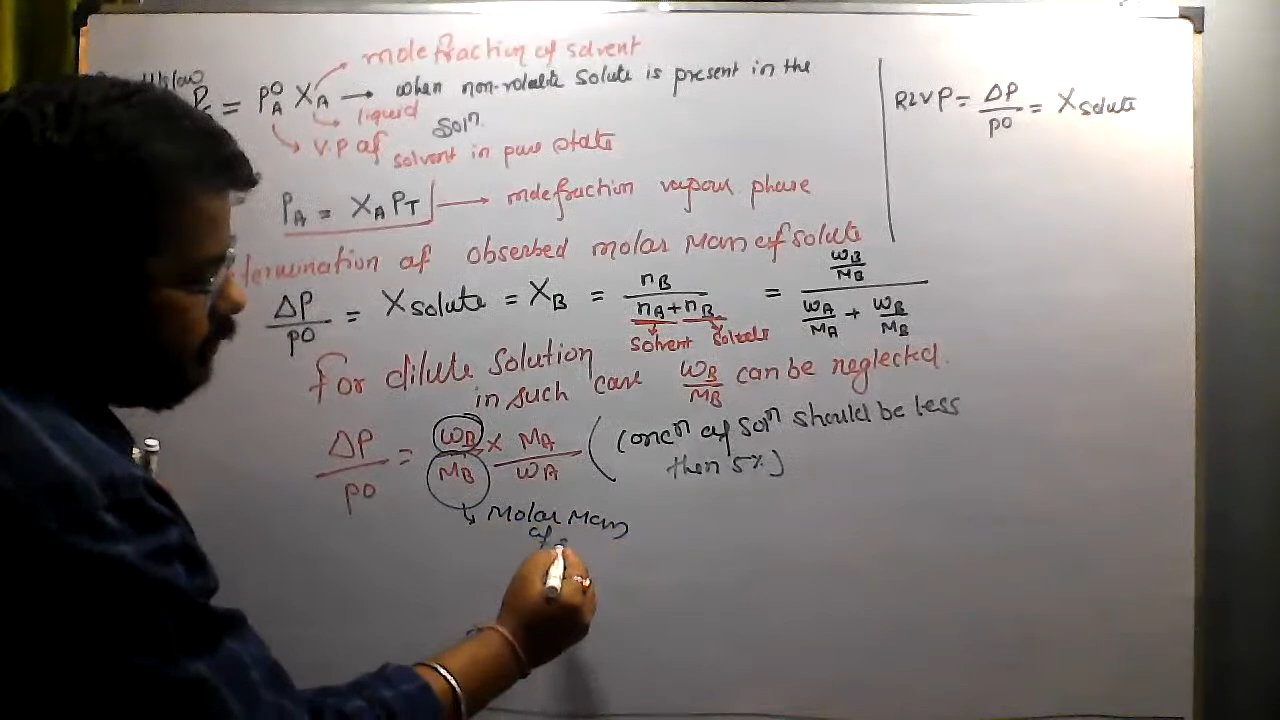 mole fraction of solvent
= P°A XA → when non-volatile solute is present in the
liquid Solⁿ.
V.P of solvent in pure state
PA = XA PT → molefraction vapour phase
termination of observed molar Mass of solute
ΔP/P° = Xsolute = XB = nB/(nA+nB) = (WB/MB)/(WA/MA + WB/MB)
solvent solute
for dilute solution
in such case WB/MB can be neglected.
ΔP/P° = WB/MB × MA/WA (Concⁿ of Solⁿ should be less
then 5%)
Molar Mass
of
RLVP = ΔP/P° = Xsolute